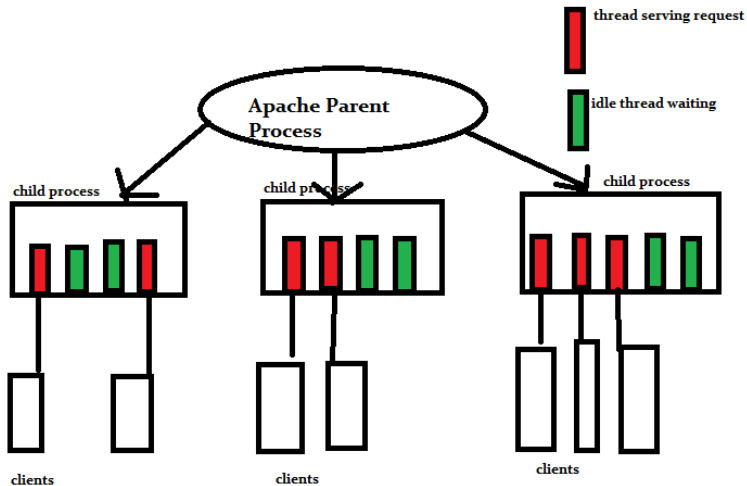 thread serving request
idle thread waiting
Apache Parent
Process
child process
child process
child process
clients
clients
clients